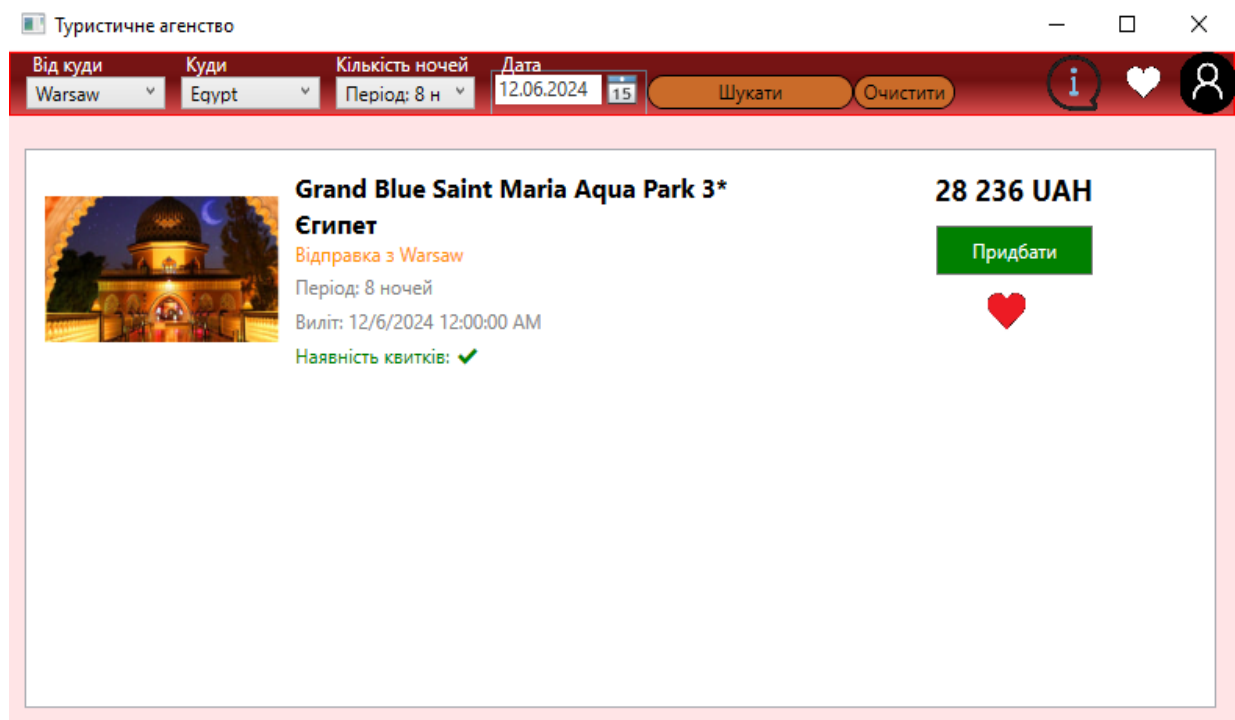 Туристичне агенство
Від куди Куди Кількість ночей Дата
Warsaw Egypt Період: 8 н 12.06.2024 15 Шукати Очистити i
Grand Blue Saint Maria Aqua Park 3*
28 236 UAH
Єгипет
Відправка з Warsaw
Придбати
Період: 8 ночей
Виліт: 12/6/2024 12:00:00 AM
Наявність квитків: ✔